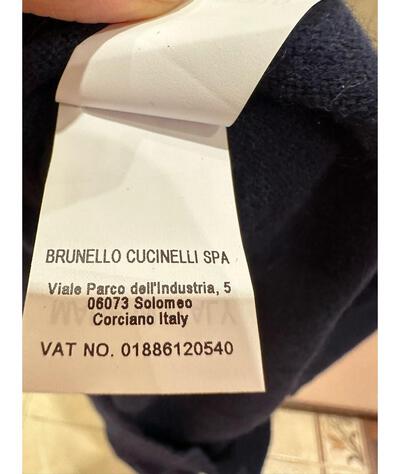 BRUNELLO CUCINELLI SPA
Viale Parco dell'Industria, 5
06073 Solomeo
Corciano Italy
VAT NO. 01886120540